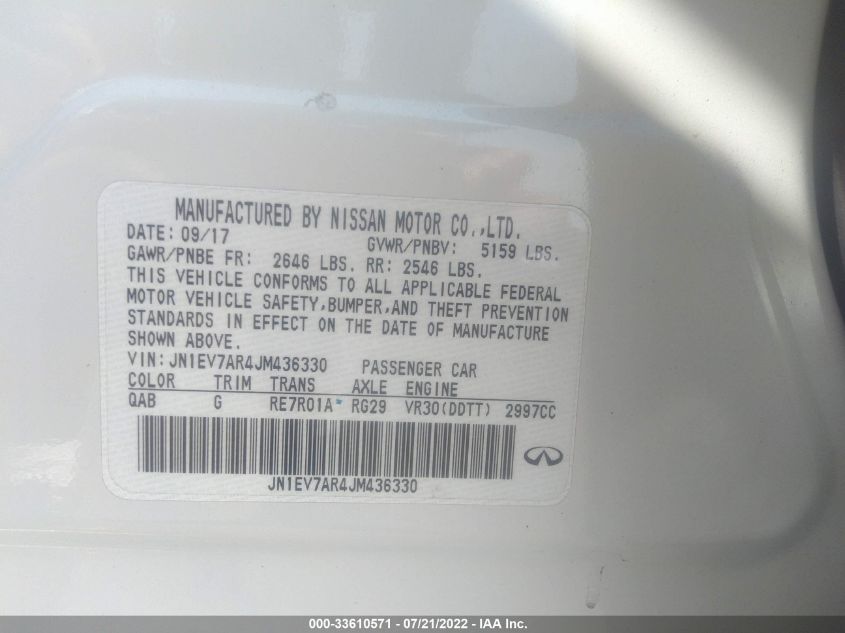 MANUFACTURED BY NISSAN MOTOR CO.,LTD.
DATE: 09/17 GVWR/PNBV: 5159 LBS.
GAWR/PNBE FR: 2646 LBS. RR: 2546 LBS.
THIS VEHICLE CONFORMS TO ALL APPLICABLE FEDERAL
MOTOR VEHICLE SAFETY,BUMPER,AND THEFT PREVENTION
STANDARDS IN EFFECT ON THE DATE OF MANUFACTURE
SHOWN ABOVE.
VIN:JN1EV7AR4JM436330 PASSENGER CAR
COLOR TRIM TRANS AXLE ENGINE
QAB G RE7R01A* RG29 VR30(DDTT) 2997CC
JN1EV7AR4JM436330
000-33610571 - 07/21/2022 - IAA Inc.